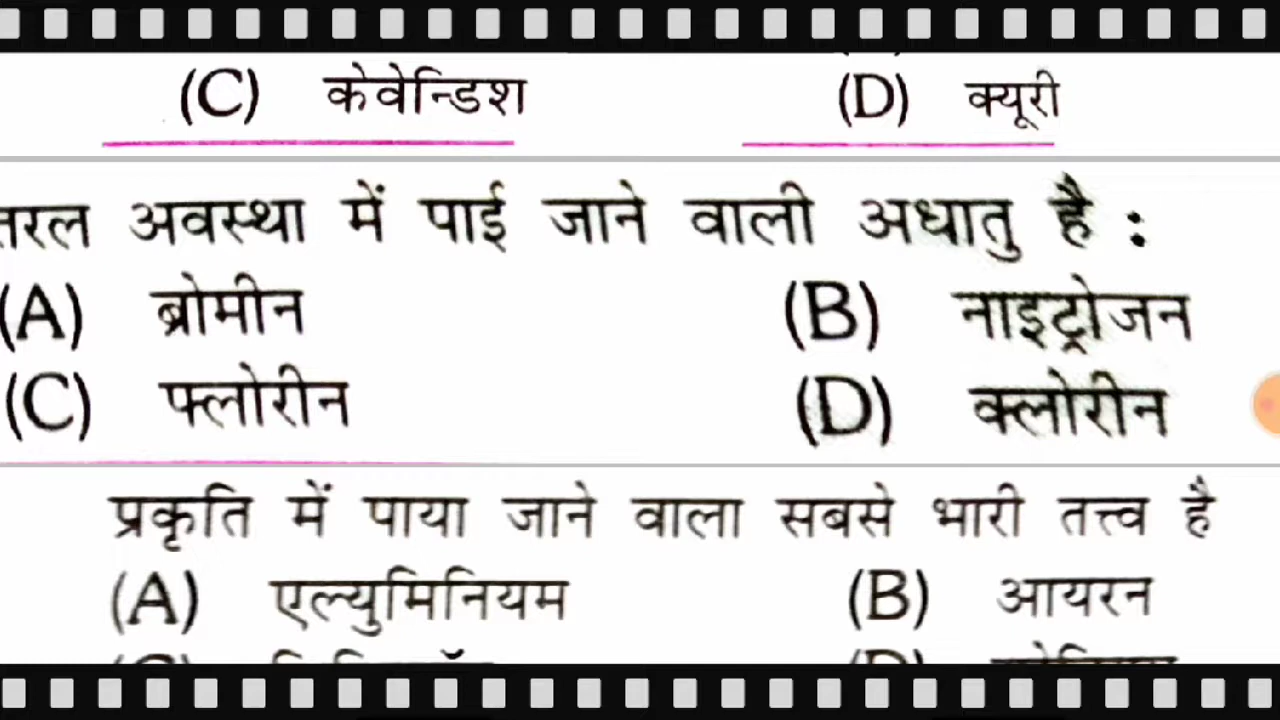 (C) केवेन्डिश (D) क्यूरी
तरल अवस्था में पाई जाने वाली अधातु है :
(A) ब्रोमीन (B) नाइट्रोजन
(C) फ्लोरीन (D) क्लोरीन
प्रकृति में पाया जाने वाला सबसे भारी तत्त्व है
(A) एल्युमिनियम (B) आयरन